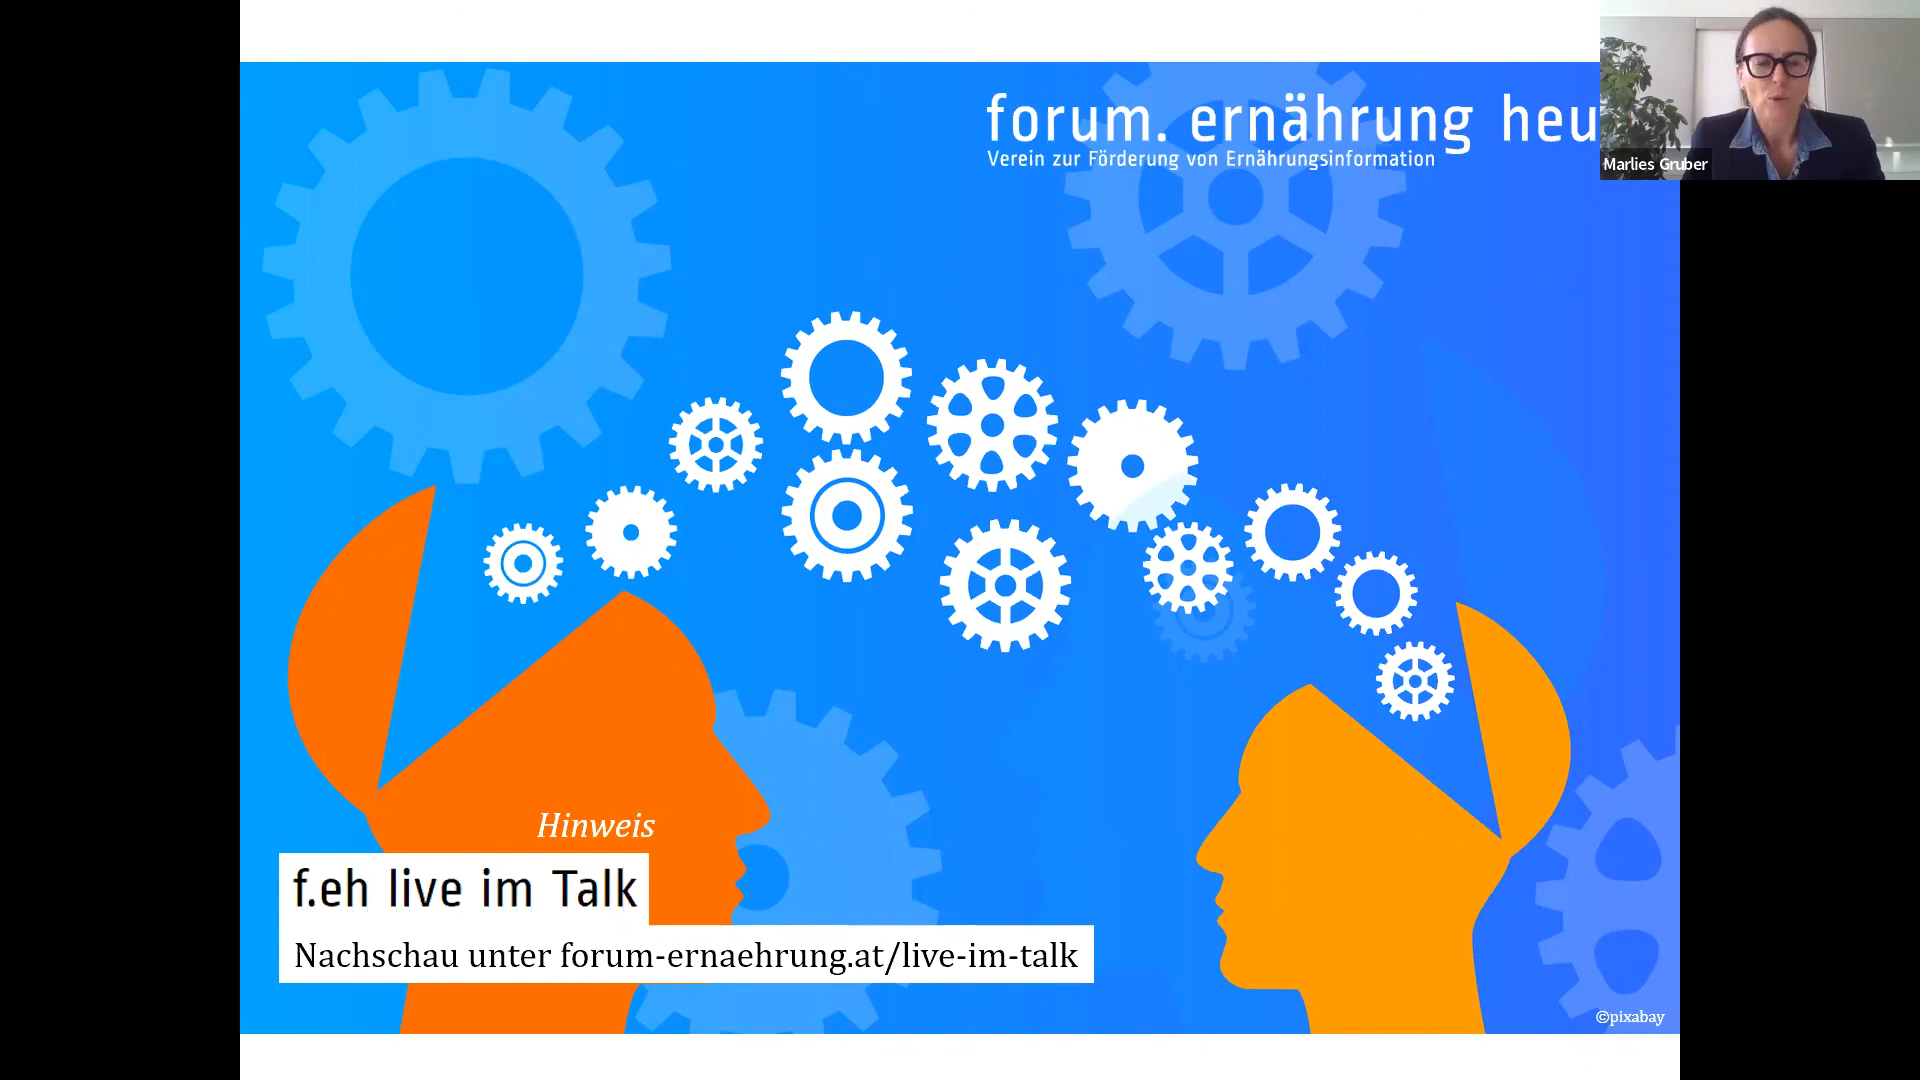 forum. ernährung heu
Verein zur Förderung von Ernährungsinformation
Marlies Gruber
Hinweis
f.eh live im Talk
Nachschau unter forum-ernaehrung.at/live-im-talk
©pixabay